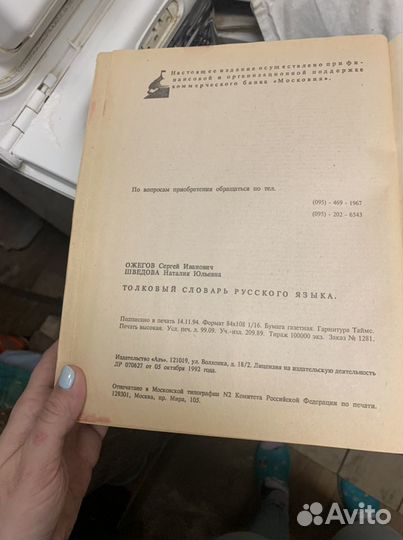 Настоящее издание осуществлено при фи-
нансовой и организационной поддержке
коммерческого банка «Московия».
По вопросам приобретения обращаться по тел.
(095) - 469 - 1967
(095) - 202 - 6543
ОЖЕГОВ Сергей Иванович
ШВЕДОВА Наталия Юльевна
ТОЛКОВЫЙ СЛОВАРЬ РУССКОГО ЯЗЫКА.
Подписано в печать 14.11.94. Формат 84х108 1/16. Бумага газетная Гарнитура Таймс.
Печать высокая. Усл. печ. л. 99.09. Уч.-изд. 209.89. Тираж 100000 экз. Заказ № 1281.
Издательство «Азъ». 121019, ул. Волхонка, д. 18/2. Лицензия на издательскую деятельность
ДР 070627 от 05 октября 1992 года.
Отпечатано в Московской типографии N2 Комитета Российской Федерации по печати.
129301, Москва, пр. Мира, 105.
Avito